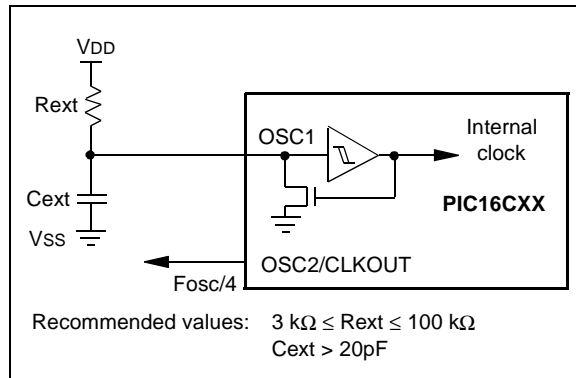 VDD
Rext
Cext
VSS
OSC1
Internal
clock
PIC16CXX
OSC2/CLKOUT
Fosc/4
Recommended values: 3 kΩ ≤ Rext ≤ 100 kΩ
Cext > 20pF